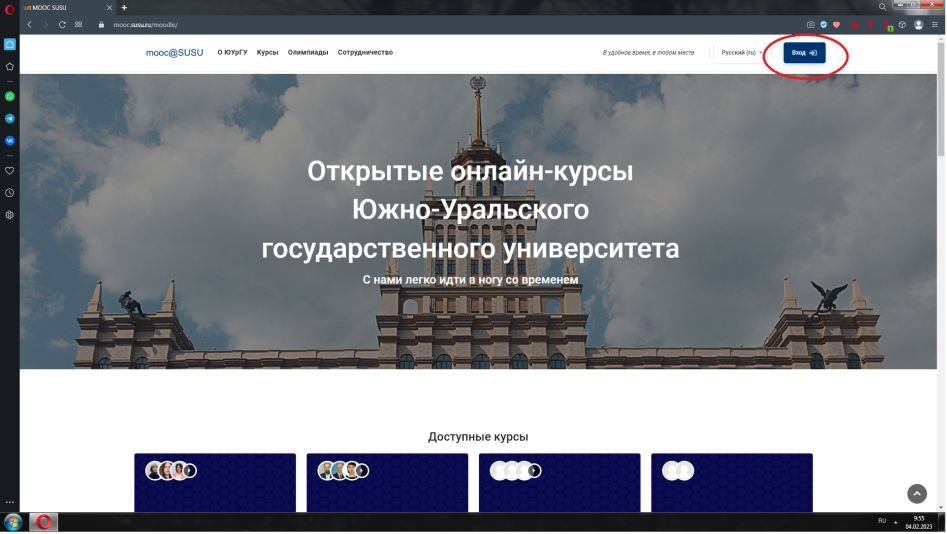 MOOC SUSU
mooc.susu.ru/moodle/
mooc@SUSU О ЮУрГУ Курсы Олимпиады Сотрудничество В удобное время, в любом месте Русский (ru) Вход
Открытые онлайн-курсы
Южно-Уральского
государственного университета
С нами легко идти в ногу со временем
Доступные курсы
RU 9:55
04.02.2023